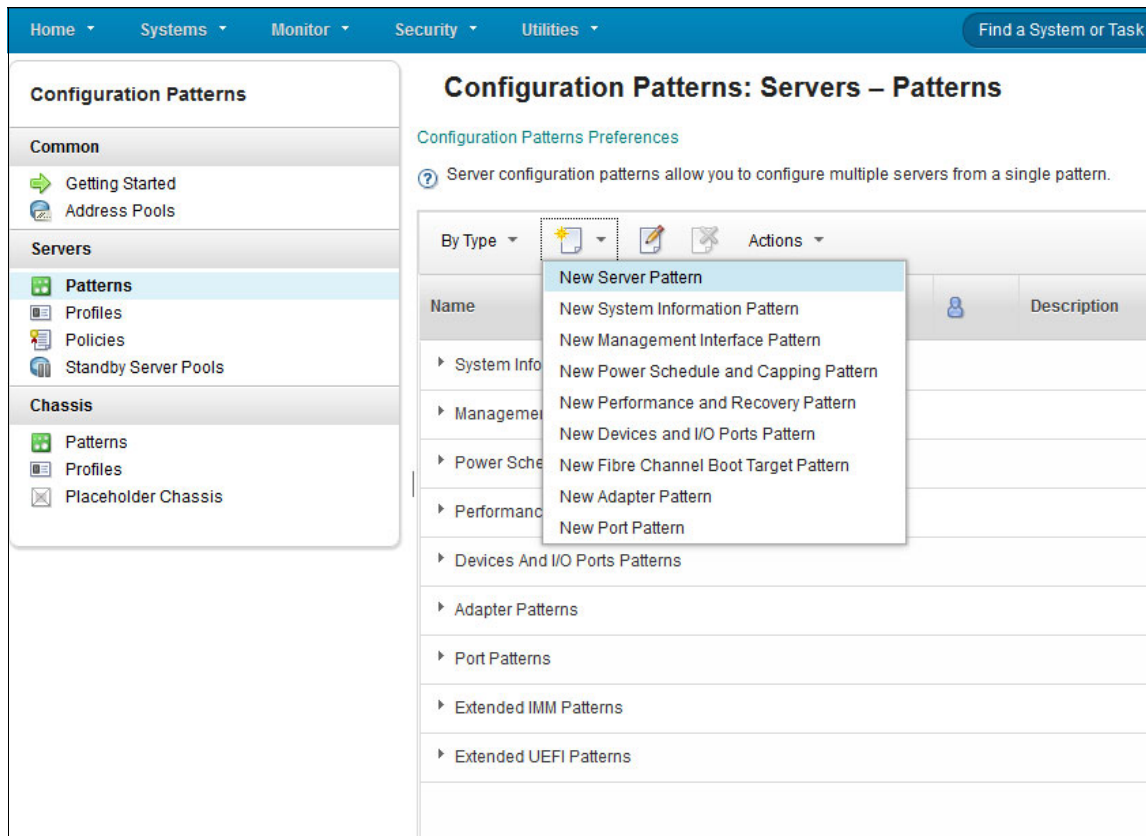 Home Systems Monitor Security Utilities Find a System or Task
Configuration Patterns
Common
Getting Started
Address Pools
Servers
Patterns
Profiles
Policies
Standby Server Pools
Chassis
Patterns
Profiles
Placeholder Chassis
Configuration Patterns: Servers – Patterns
Configuration Patterns Preferences
? Server configuration patterns allow you to configure multiple servers from a single pattern.
By Type Actions
New Server Pattern
New System Information Pattern
New Management Interface Pattern
New Power Schedule and Capping Pattern
New Performance and Recovery Pattern
New Devices and I/O Ports Pattern
New Fibre Channel Boot Target Pattern
New Adapter Pattern
New Port Pattern
Name Description
System Info
Managemen
Power Sche
Performanc
Devices And I/O Ports Patterns
Adapter Patterns
Port Patterns
Extended IMM Patterns
Extended UEFI Patterns